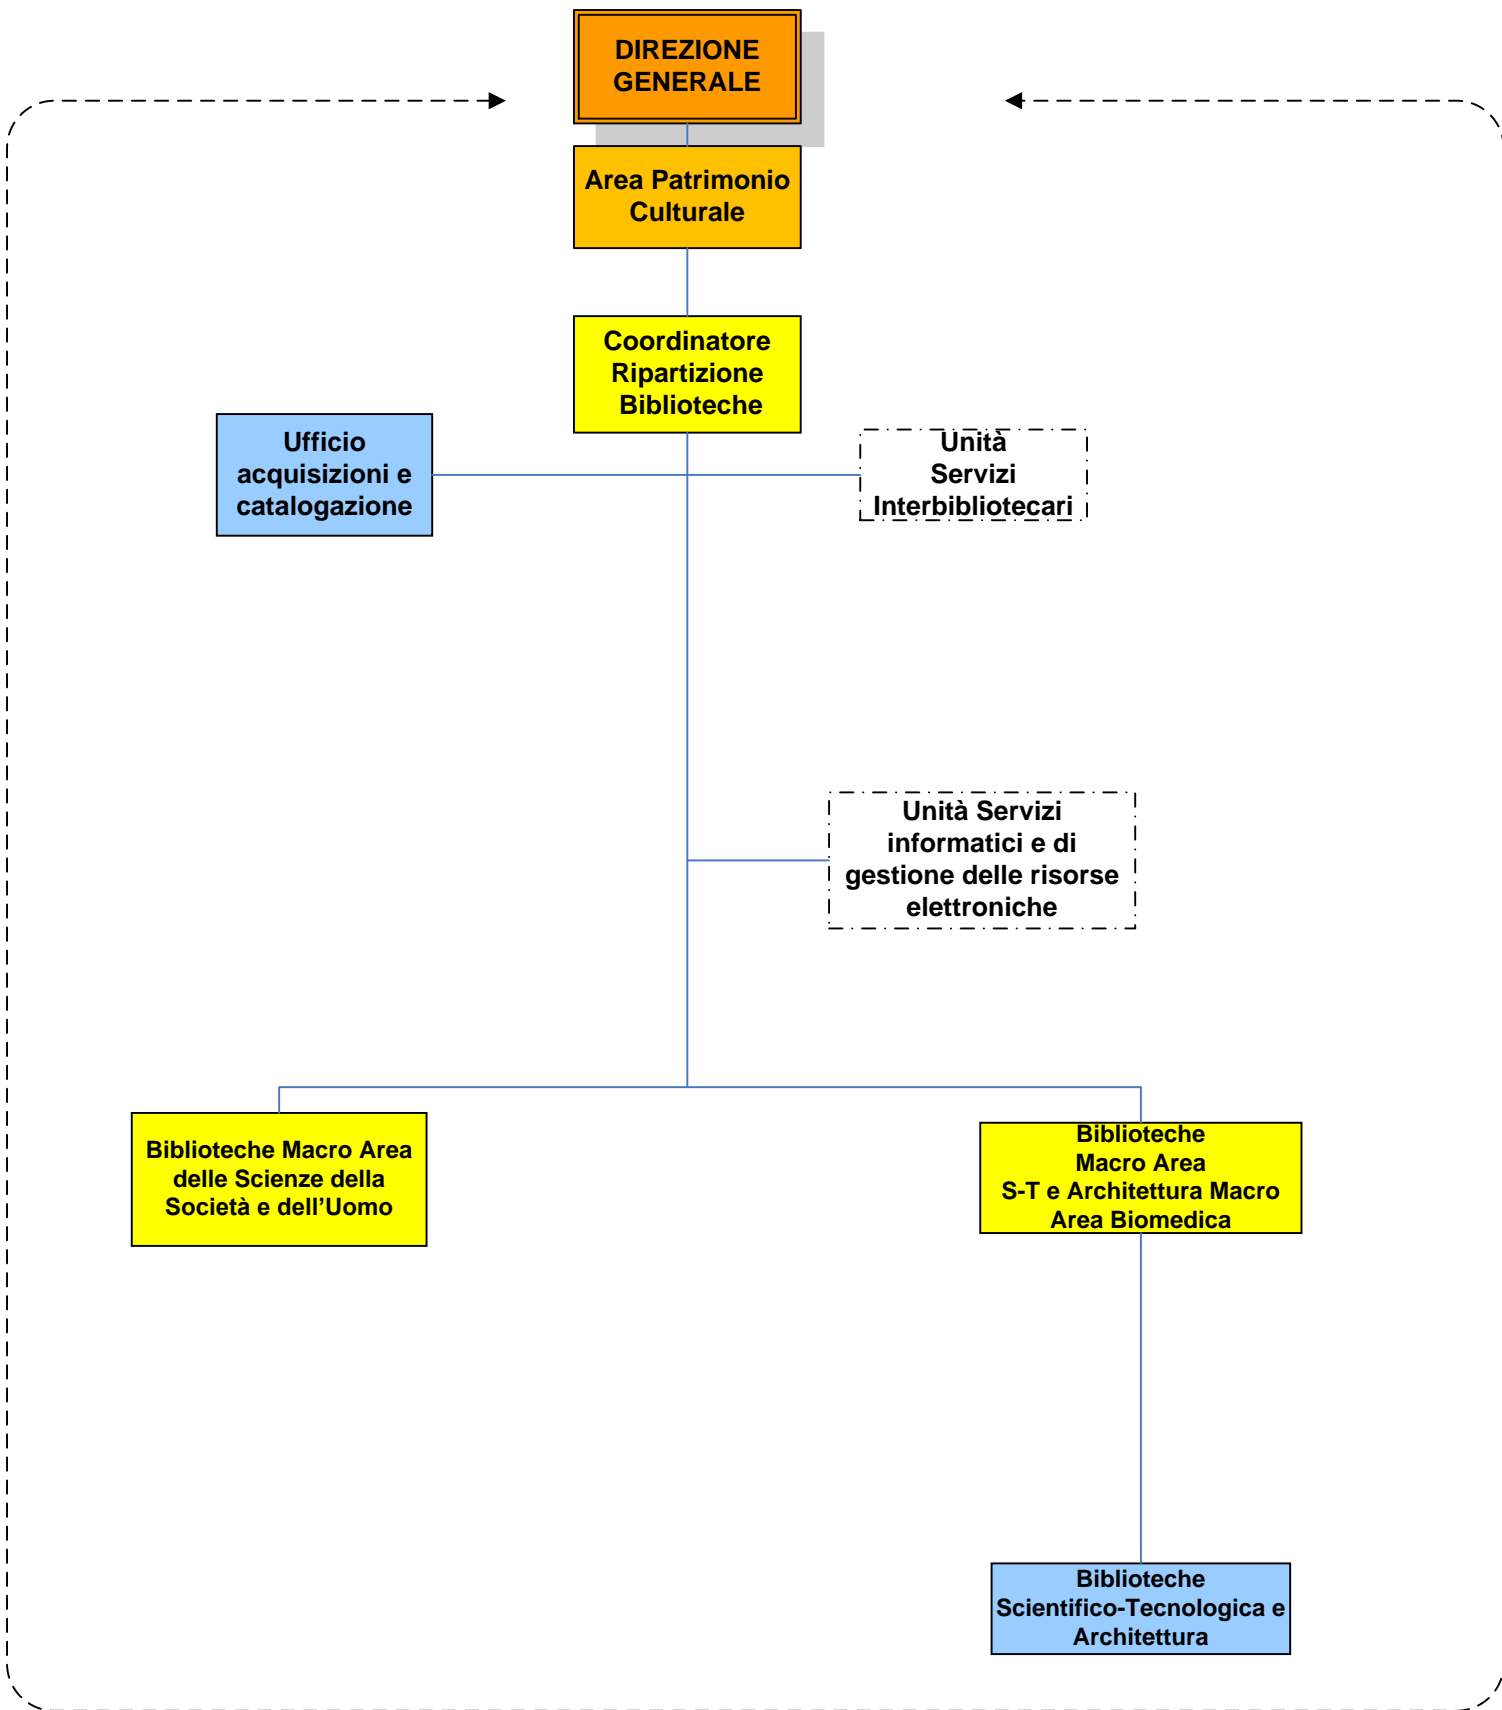 DIREZIONE
GENERALE
Area Patrimonio
Culturale
Coordinatore
Ripartizione
Biblioteche
Ufficio
acquisizioni e
catalogazione
Unità
Servizi
Interbibliotecari
Unità Servizi
informatici e di
gestione delle risorse
elettroniche
Biblioteche Macro Area
delle Scienze della
Società e dell’Uomo
Biblioteche
Macro Area
S-T e Architettura Macro
Area Biomedica
Biblioteche
Scientifico-Tecnologica e
Architettura